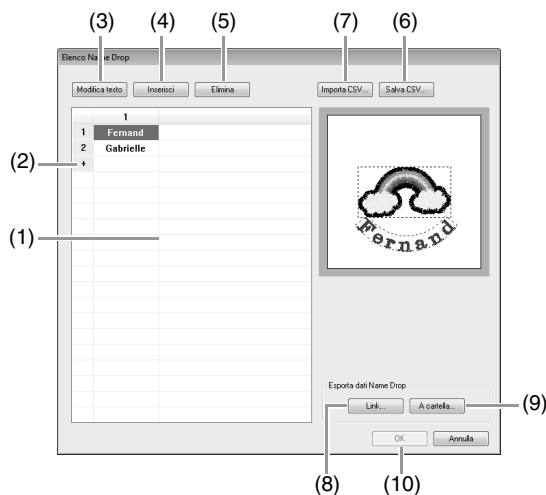 (3) (4) (5) (7) (6)
Elenco Name Drop
Modifica testo Inserisci Elimina Importa CSV... Salva CSV...
1
1 Fernand
2 Gabrielle
(2) +
(1)
Fernand
Esporta dati Name Drop
Link... A cartella... (9)
OK Annulla
(8) (10)